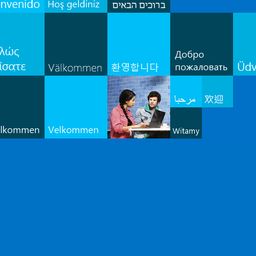 nvenido
Hoş geldiniz
ברוכים הבאים
λώς
ίσατε
Välkommen
환영합니다
Добро
пожаловать
Üdv
مرحبا
欢迎
lkommen
Velkommen
Witamy